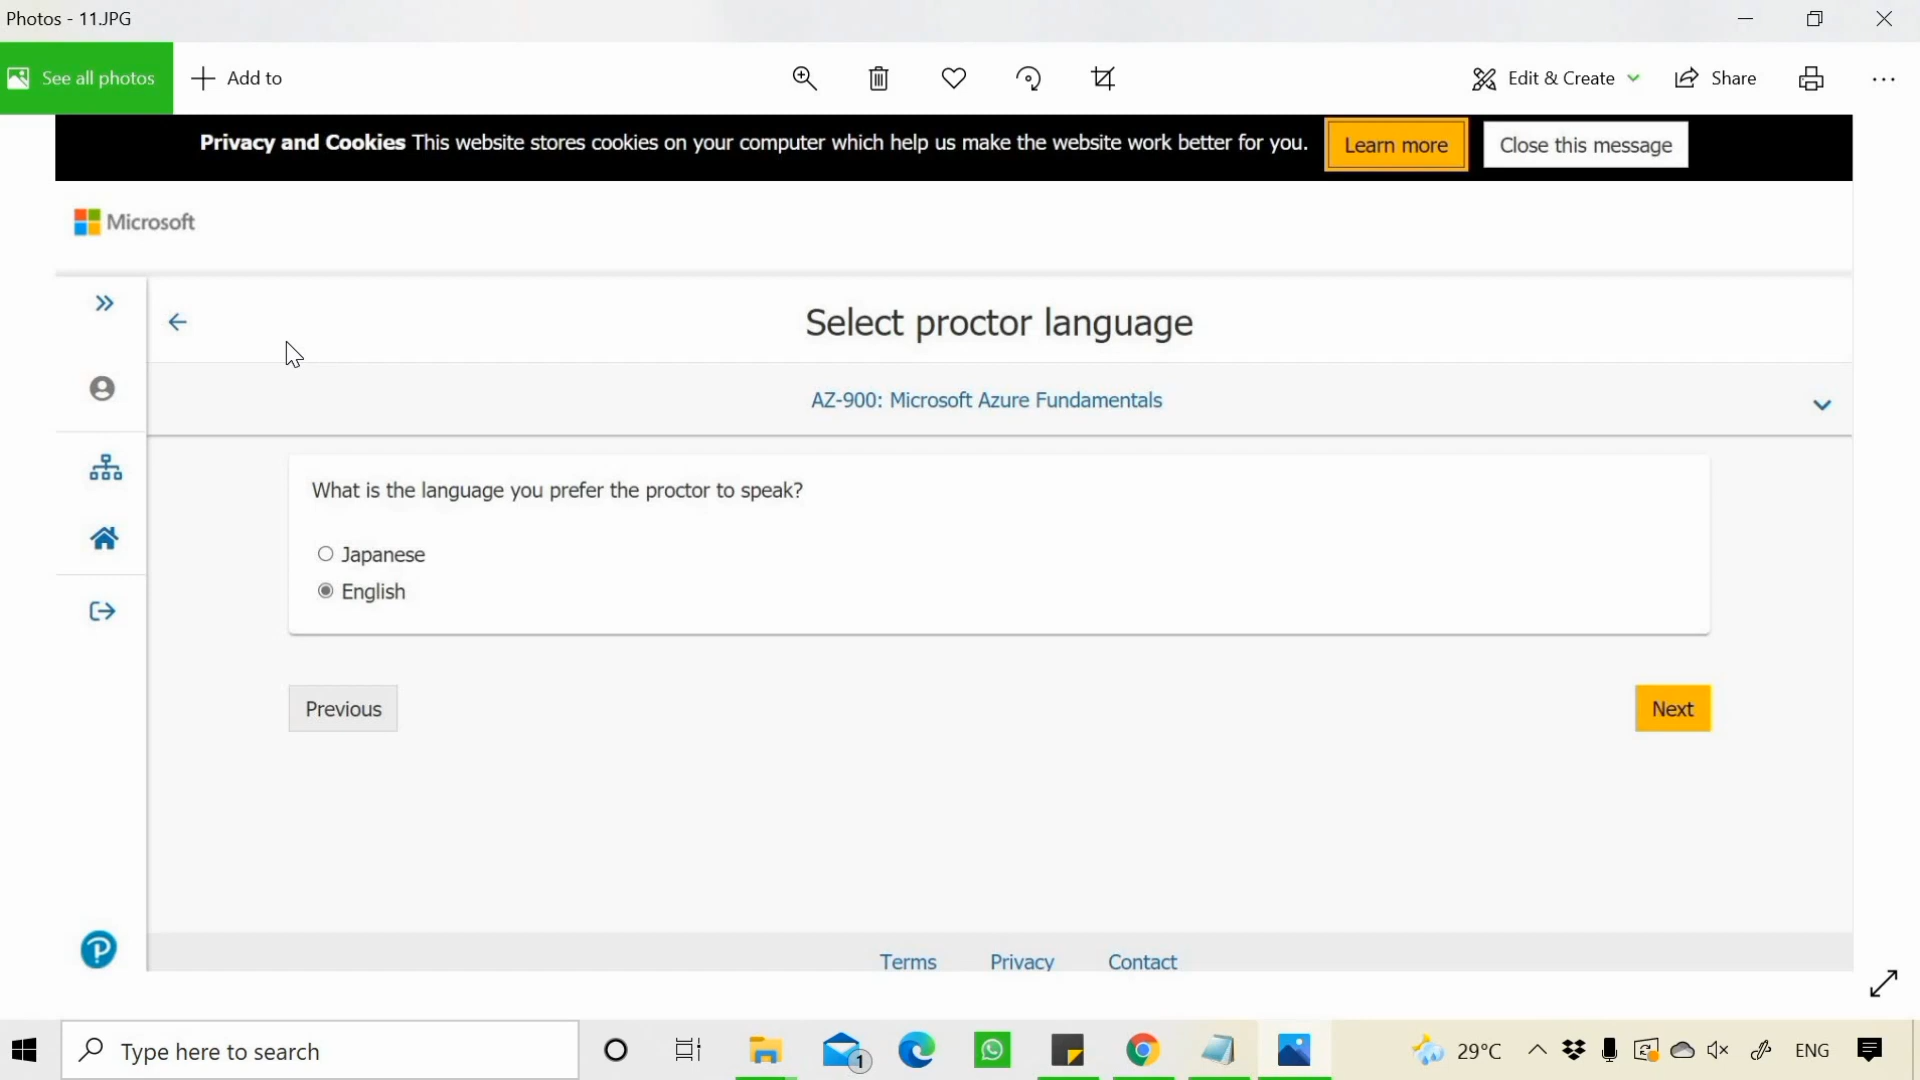 Photos - 11.JPG
See all photos
Add to
Edit & Create
Share
Privacy and Cookies This website stores cookies on your computer which help us make the website work better for you.
Learn more
Close this message
Microsoft
Select proctor language
AZ-900: Microsoft Azure Fundamentals
What is the language you prefer the proctor to speak?
Japanese
English
Previous
Next
Terms
Privacy
Contact
Type here to search
1
29°C
ENG